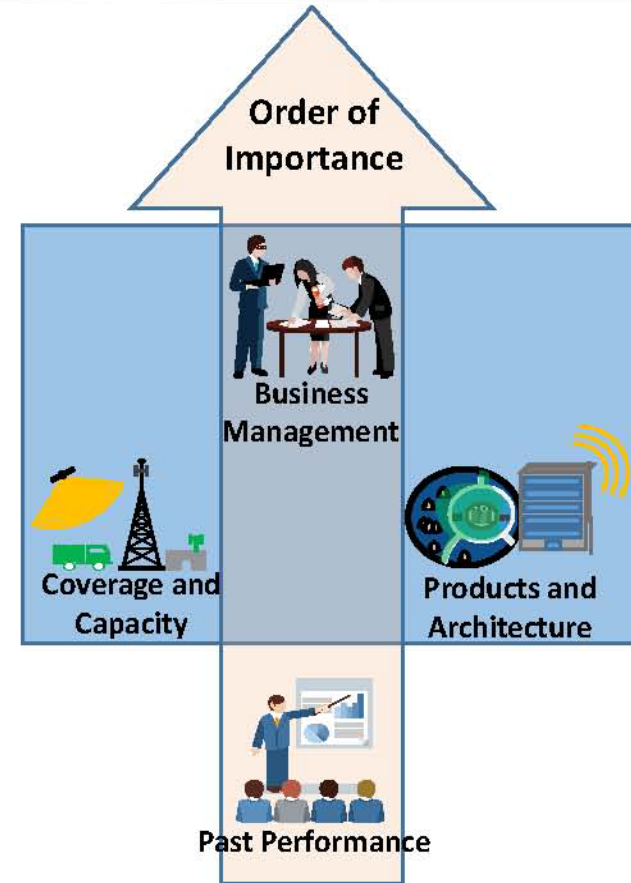 Order of
Importance
Business
Management
Coverage and
Capacity
Products and
Architecture
Past Performance